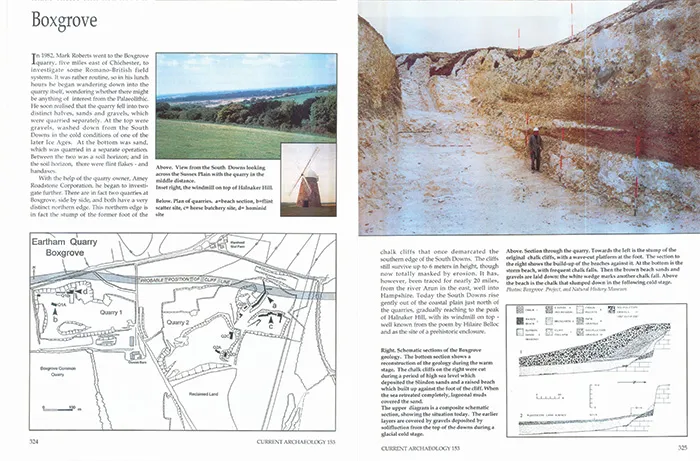 Boxgrove
In 1982, Mark Roberts went to the Boxgrove
quarry, five miles east of Chichester, to
investigate some Romano-British field
systems. It was rather routine, so in his lunch
hours he began wandering down into the
quarry itself, wondering whether there might
be anything of interest from the Palaeolithic.
He soon realised that the quarry fell into two
distinct halves, sands and gravels, which
were quarried separately. At the top were
gravels, washed down from the South
Downs in the cold conditions of one of the
later Ice Ages. At the bottom was sand,
which was quarried in a separate operation.
Between the two was a soil horizon; and in
the soil horizon, there were flint flakes - and
handaxes.
With the help of the quarry owner, Amey
Roadstone Corporation, he began to investi-
gate further. There are in fact two quarries at
Boxgrove, side by side, and both have a very
distinct northern edge. This northern edge is
in fact the stump of the former foot of the
Above, View from the South Downs looking
across the Sussex Plain with the quarry in the
middle distance.
Inset right, the windmill on top of Halnaker Hill.
Below, Plan of quarries. a=beach section, b=flint
scatter site, c= horse butchery site, d= hominid
site
Eartham Quarry
Boxgrove
PROBABLE POSITION OF CLIFF LINE
Quarry 1
Quarry 2
Q1A
Q2A
Boxgrove Common
Quarry
Reclaimed Land
324
CURRENT ARCHAEOLOGY 153
chalk cliffs that once demarcated the
southern edge of the South Downs. The cliffs
still survive up to 6 meters in height, though
now totally masked by erosion. It has,
however, been traced for nearly 20 miles,
from the river Arun in the east, well into
Hampshire. Today the South Downs rise
gently out of the coastal plain just north of
the quarries, gradually reaching to the peak
of Halnaker Hill, with its windmill on top -
well known from the poem by Hilaire Belloc
and as the site of a prehistoric enclosure.
Right. Schematic sections of the Boxgrove
geology. The bottom section shows a
reconstruction of the geology during the warm
stage. The chalk cliffs on the right were cut
during a period of high sea level which
deposited the Slindon sands and a raised beach
which built up against the foot of the cliff. When
the sea retreated completely, lagoonal muds
covered the sand.
The upper diagram is a composite schematic
section, showing the situation today. The earlier
layers are covered by gravels deposited by
solifluction from the top of the downs during a
glacial cold stage.
Above. Section through the quarry. Towards the left is the stump of the
original chalk cliffs, with a wave-cut platform at the foot. The section to
the right shows the build-up of the beaches against it. At the bottom is the
storm beach, with frequent chalk falls. Then the brown beach sands and
gravels are laid down; the white wedge marks another chalk fall. Above
the beach is the chalk that slumped down in the following cold stage.
Photos: Boxgrove Project, and Natural History Museum
1
2
CURRENT ARCHAEOLOGY 153
325